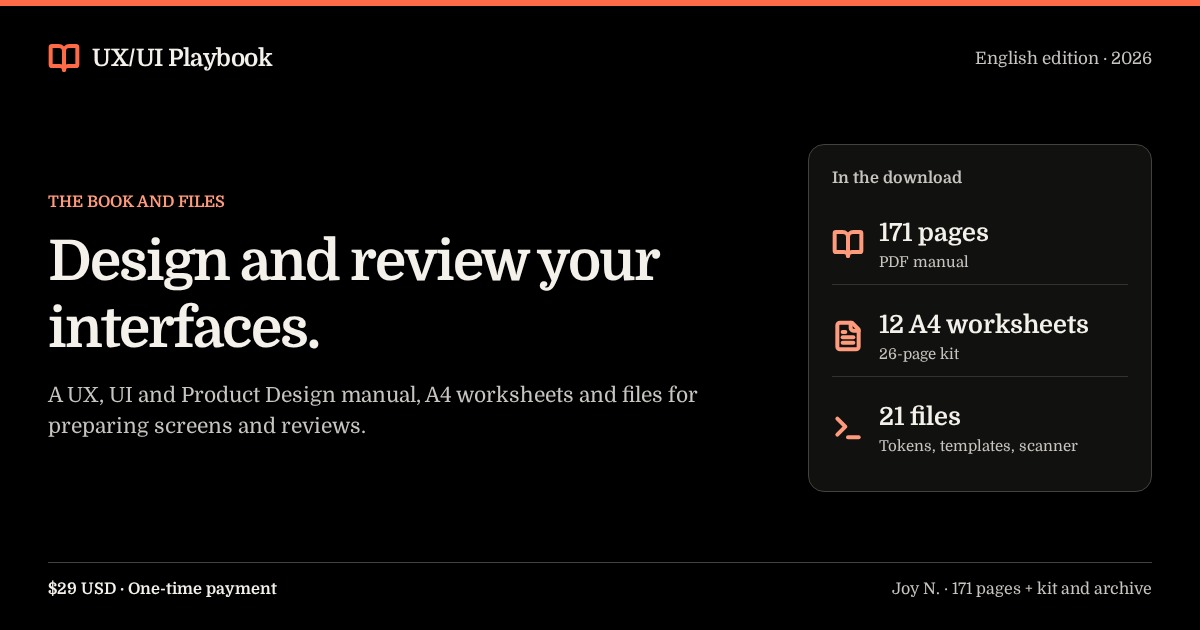 UX/UI Playbook
English edition · 2026
THE BOOK AND FILES
Design and review your
interfaces.
A UX, UI and Product Design manual, A4 worksheets and files for
preparing screens and reviews.
In the download
171 pages
PDF manual
12 A4 worksheets
26-page kit
21 files
Tokens, templates, scanner
$29 USD · One-time payment
Joy N. · 171 pages + kit and archive